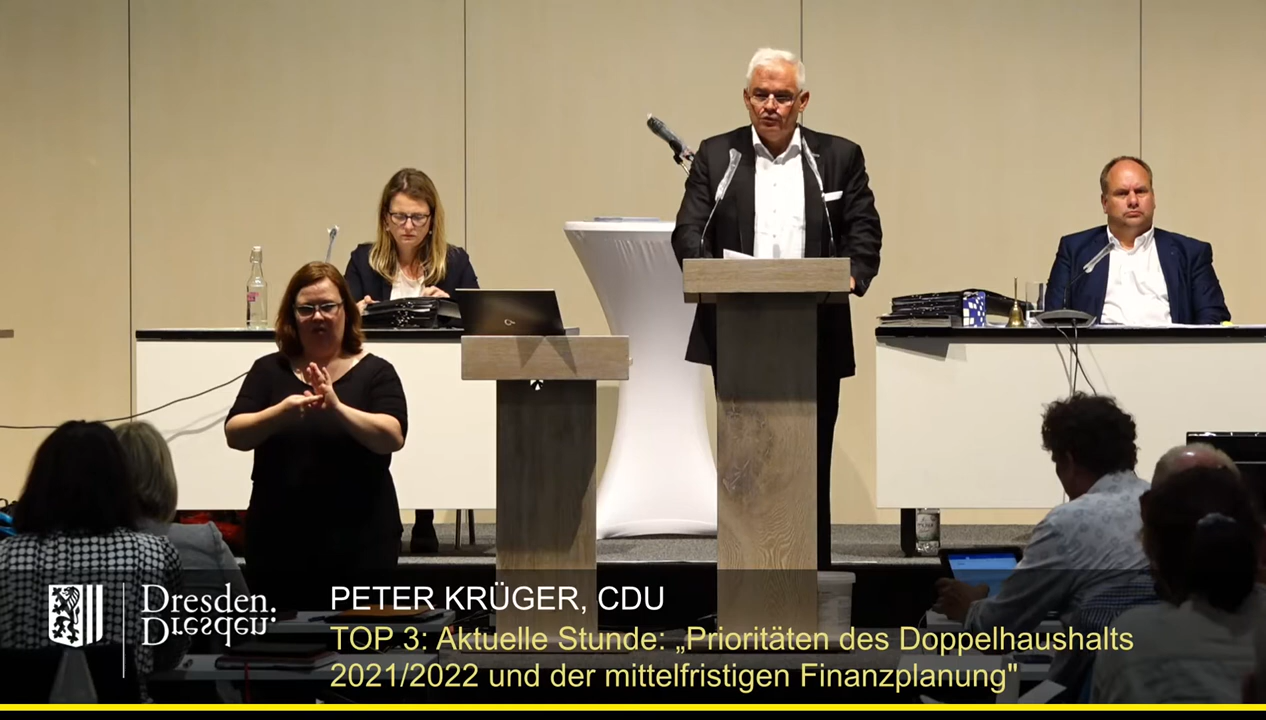 Dresden.
Dresden.
PETER KRÜGER, CDU
TOP 3: Aktuelle Stunde: „Prioritäten des Doppelhaushalts
2021/2022 und der mittelfristigen Finanzplanung"